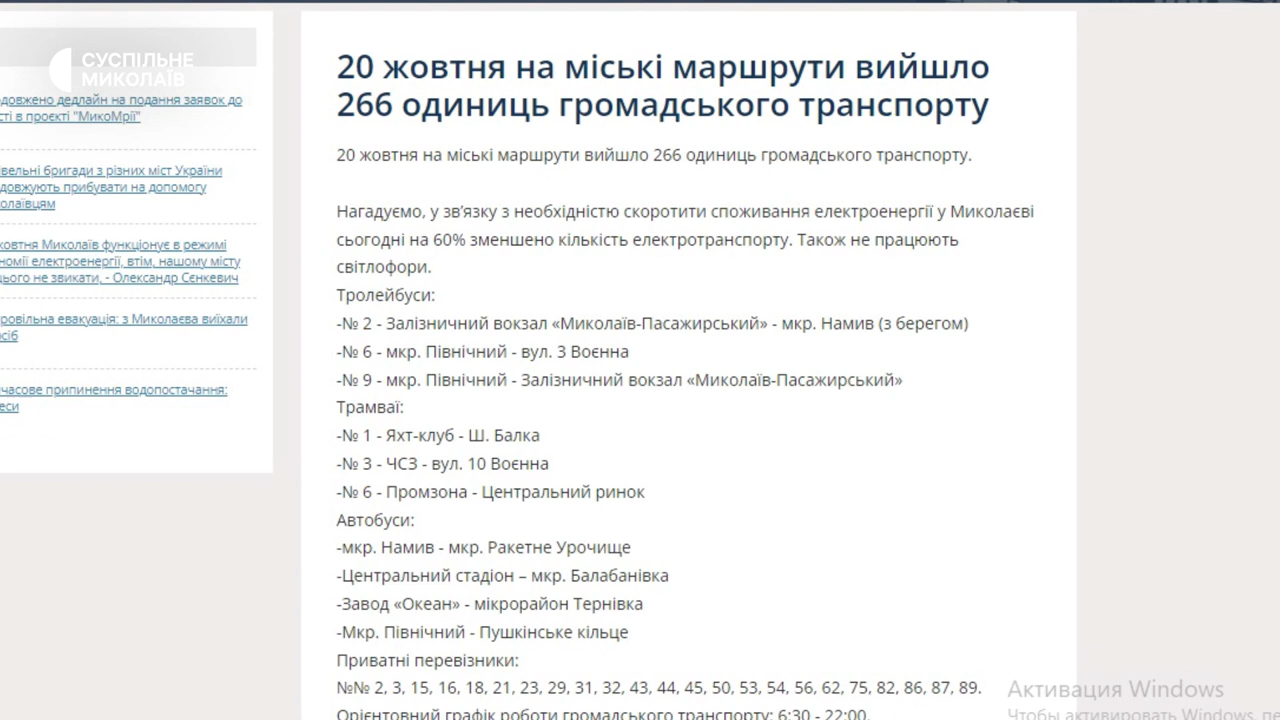 СУСПІЛЬНЕ
МИКОЛАЇВ
довжено дедлайн на подання заявок до
сті в проєкті "МикоМрії"
вельні бригади з різних міст України
довжують прибувати на допомогу
олаївцям
жовтня Миколаїв функціонує в режимі
номії електроенергії, втім, нашому місту
цього не звикати, - Олександр Сєнкевич
ровільна евакуація: з Миколаєва виїхали
сіб
часове припинення водопостачання:
еси
20 жовтня на міські маршрути вийшло
266 одиниць громадського транспорту
20 жовтня на міські маршрути вийшло 266 одиниць громадського транспорту.
Нагадуємо, у зв'язку з необхідністю скоротити споживання електроенергії у Миколаєві
сьогодні на 60% зменшено кількість електротранспорту. Також не працюють
світлофори.
Тролейбуси:
-№ 2 - Залізничний вокзал «Миколаїв-Пасажирський» - мкр. Намив (з берегом)
-№ 6 - мкр. Північний - вул. 3 Воєнна
-№ 9 - мкр. Північний - Залізничний вокзал «Миколаїв-Пасажирський»
Трамваї:
-№ 1 - Яхт-клуб - Ш. Балка
-№ 3 - ЧСЗ - вул. 10 Воєнна
-№ 6 - Промзона - Центральний ринок
Автобуси:
-мкр. Намив - мкр. Ракетне Урочище
-Центральний стадіон – мкр. Балабанівка
-Завод «Океан» - мікрорайон Тернівка
-Мкр. Північний - Пушкінське кільце
Приватні перевізники:
№№ 2, 3, 15, 16, 18, 21, 23, 29, 31, 32, 43, 44, 45, 50, 53, 54, 56, 62, 75, 82, 86, 87, 89.
Орієнтовний графік роботи громадського транспорту: 6:30 - 22:00.
Активация Windows
Чтобы активировать Windows, пе